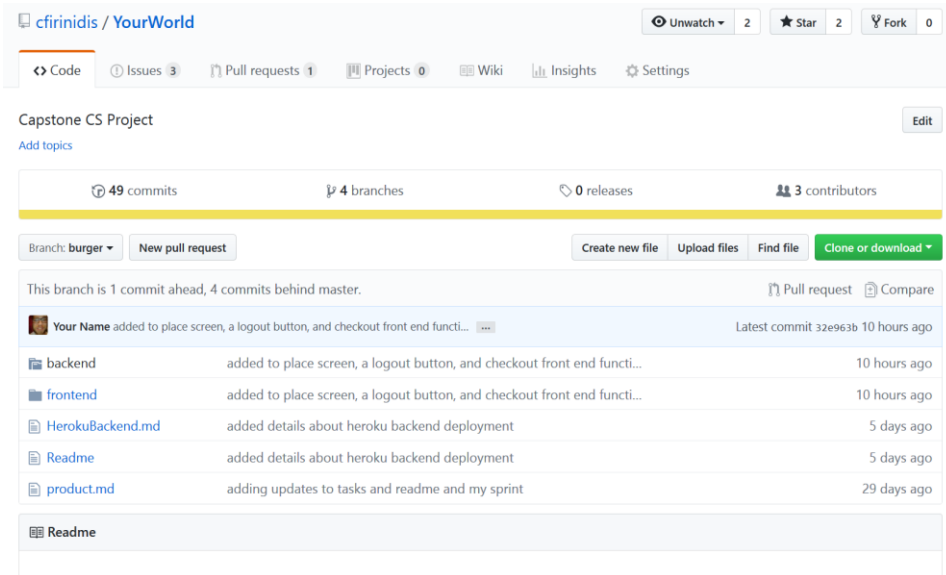 cfirinidis / YourWorld Unwatch 2 Star 2 Fork 0
Code Issues 3 Pull requests 1 Projects 0 Wiki Insights Settings
Capstone CS Project Edit
Add topics
49 commits 4 branches 0 releases 3 contributors
Branch: burger New pull request Create new file Upload files Find file Clone or download
This branch is 1 commit ahead, 4 commits behind master. Pull request Compare
Your Name added to place screen, a logout button, and checkout front end functi... ... Latest commit 32e963b 10 hours ago
backend added to place screen, a logout button, and checkout front end functi... 10 hours ago
frontend added to place screen, a logout button, and checkout front end functi... 10 hours ago
HerokuBackend.md added details about heroku backend deployment 5 days ago
Readme added details about heroku backend deployment 5 days ago
product.md adding updates to tasks and readme and my sprint 29 days ago
Readme